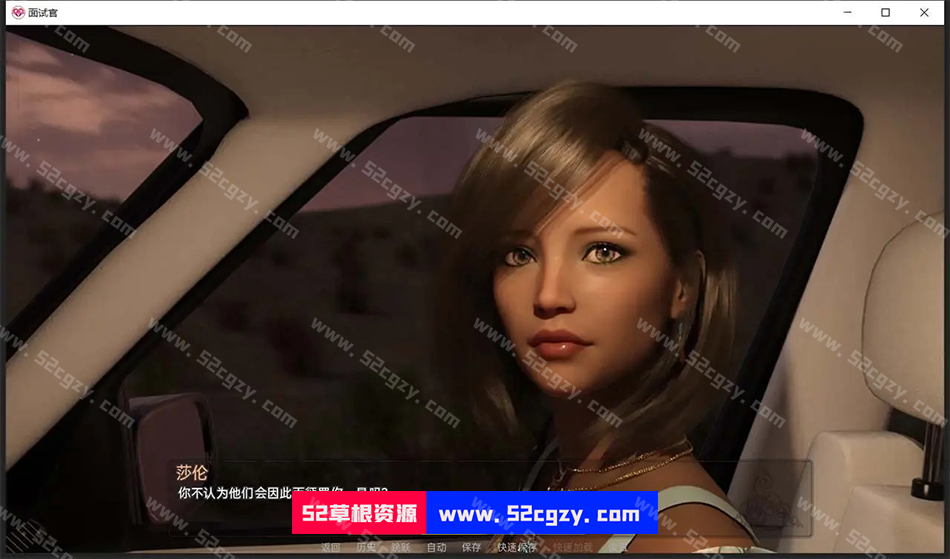 面试官
www.52cgzy.com
莎伦
你不认为他们会因此而惩罚你，是吗?
52草根资源 www.52cgzy.com
返回 历史 跳跃 自动 保存 快速保存 快速加载 设置